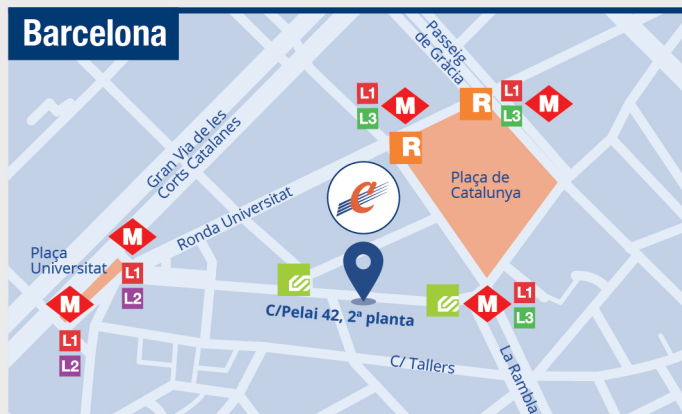 Barcelona
Passeig
de Gràcia
L1
M
L3
R
L1
M
L3
R
Gran Via de les
Corts Catalanes
Plaça de
Catalunya
C
Ronda Universitat
Plaça
Universitat
M
L1
L2
M
L1
L2
C/Pelai 42, 2ª planta
M
L1
L3
C/ Tallers
La Rambla